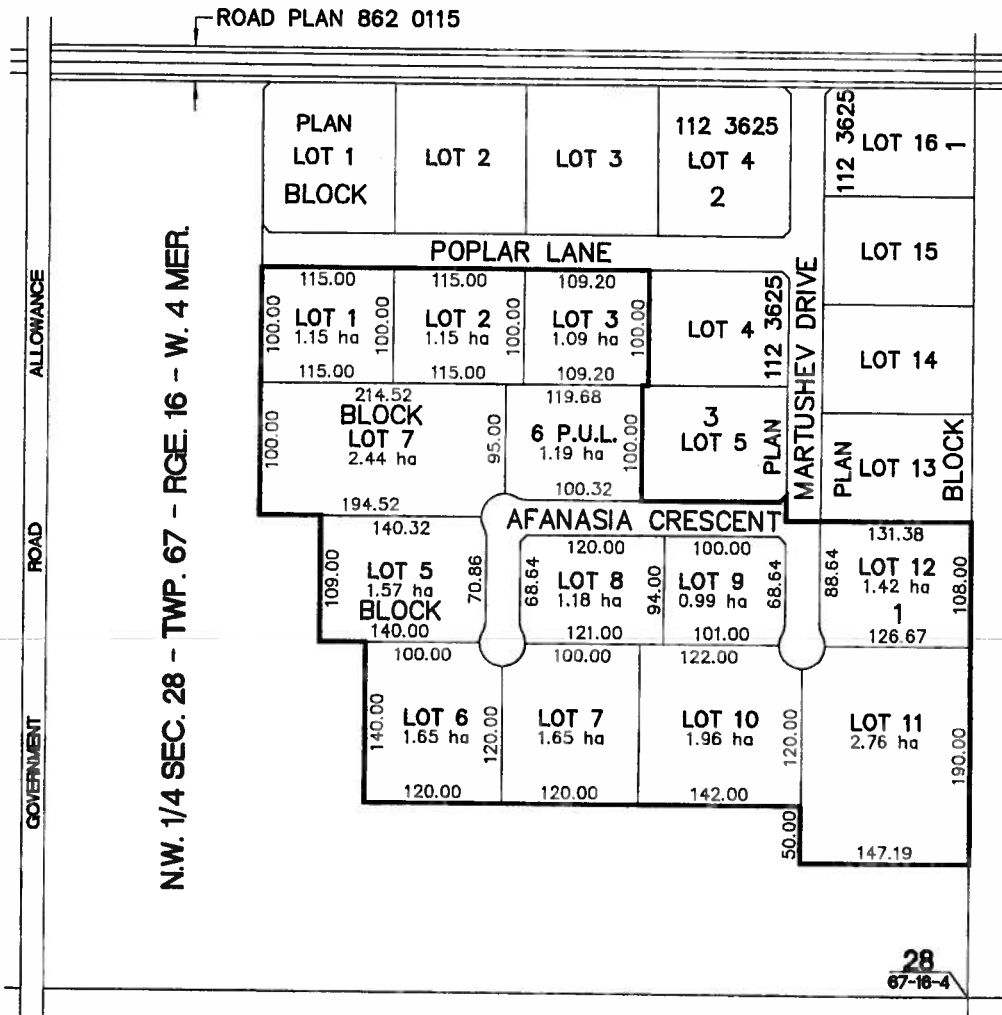 ROAD PLAN 862 0115
PLAN
LOT 1
BLOCK
LOT 2
LOT 3
112 3625
LOT 4
2
112 3625
LOT 16
1
LOT 15
LOT 14
PLAN
LOT 13
BLOCK
POPLAR LANE
MARTUSHEV DRIVE
115.00
115.00
109.20
100.00
LOT 1
1.15 ha
100.00
LOT 2
1.15 ha
100.00
LOT 3
1.09 ha
100.00
LOT 4
112 3625
115.00
115.00
109.20
214.52
119.68
100.00
BLOCK
LOT 7
2.44 ha
95.00
6 P.U.L.
1.19 ha
100.00
3
LOT 5
PLAN
194.52
100.32
AFANASIA CRESCENT
140.32
120.00
100.00
131.38
109.00
LOT 5
1.57 ha
BLOCK
70.86
68.64
LOT 8
1.18 ha
94.00
LOT 9
0.99 ha
68.64
88.64
LOT 12
1.42 ha
1
108.00
140.00
121.00
101.00
126.67
100.00
100.00
122.00
140.00
LOT 6
1.65 ha
120.00
LOT 7
1.65 ha
LOT 10
1.96 ha
120.00
LOT 11
2.76 ha
190.00
120.00
120.00
142.00
50.00
147.19
GOVERNMENT ROAD ALLOWANCE
N.W. 1/4 SEC. 28 - TWP. 67 - RGE. 16 - W. 4 MER.
28
67-16-4